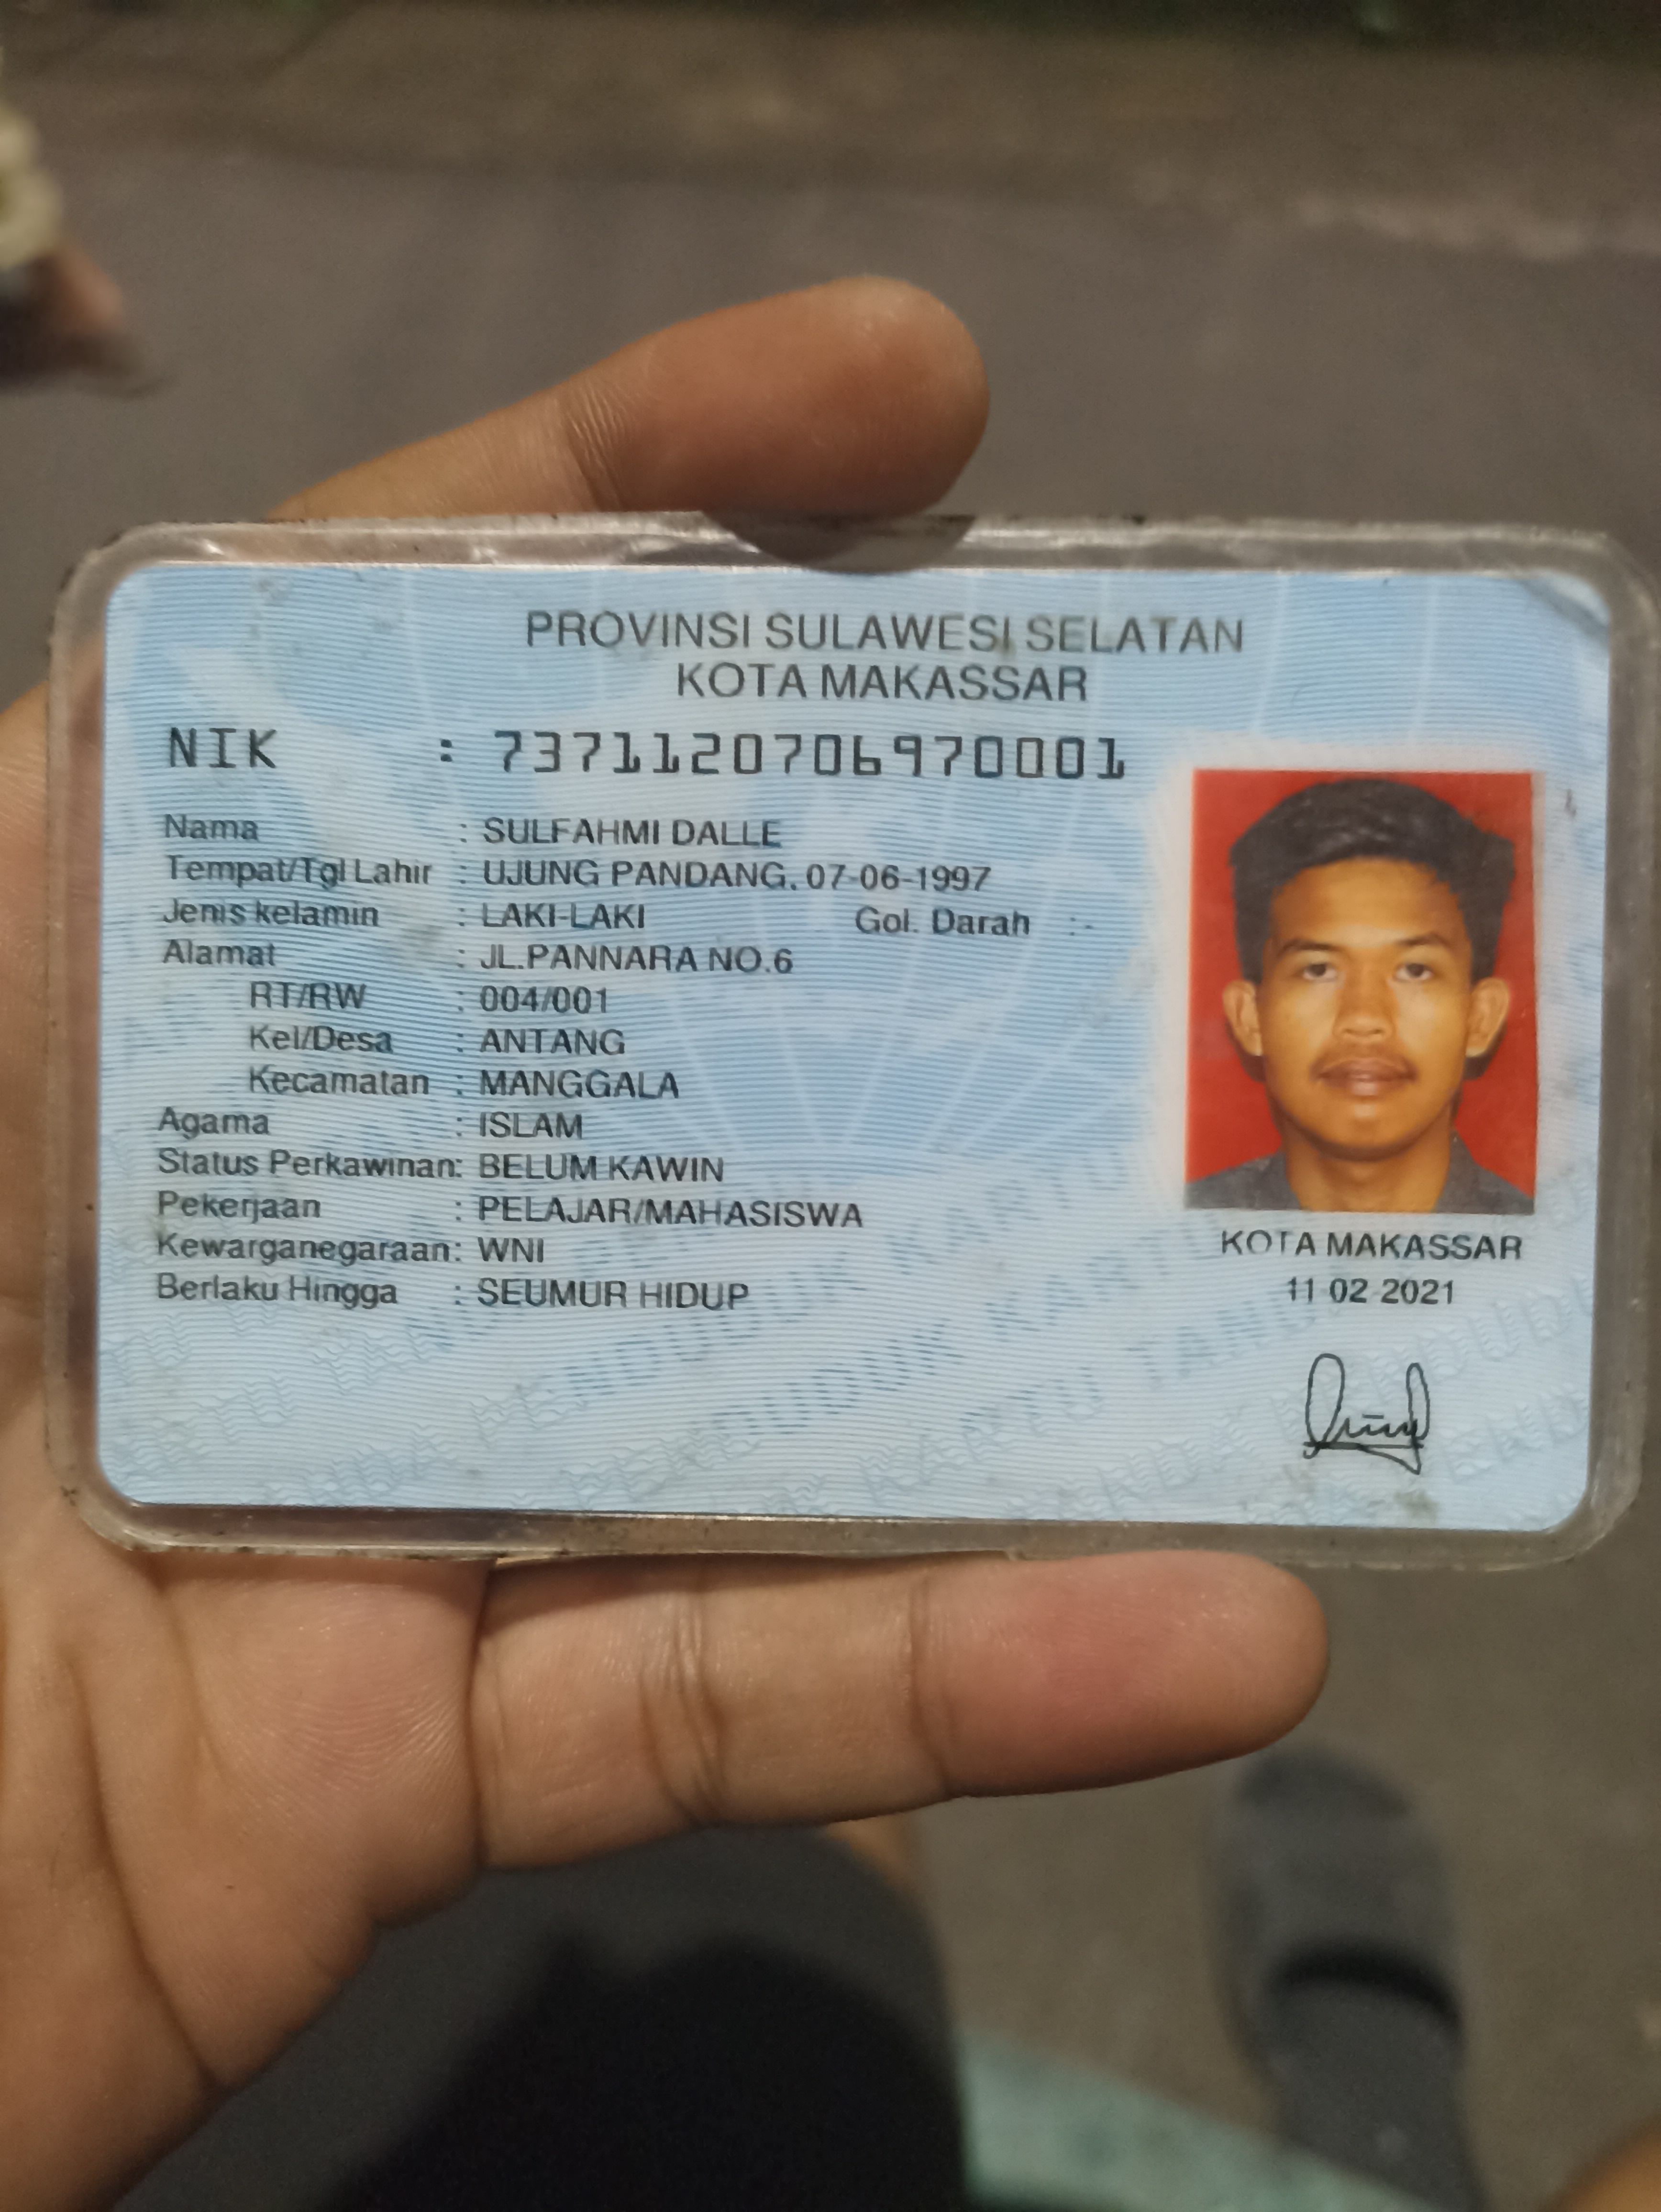 PROVINSI SULAWESI SELATAN
KOTA MAKASSAR
NIK : 7371120706970001
Nama : SULFAHMI DALLE
Tempat/Tgl Lahir : UJUNG PANDANG, 07-06-1997
Jenis kelamin : LAKI-LAKI Gol. Darah : -
Alamat : JL.PANNARA NO.6
RT/RW : 004/001
Kel/Desa : ANTANG
Kecamatan : MANGGALA
Agama : ISLAM
Status Perkawinan: BELUM KAWIN
Pekerjaan : PELAJAR/MAHASISWA
Kewarganegaraan: WNI
Berlaku Hingga : SEUMUR HIDUP
KOTA MAKASSAR
11-02-2021